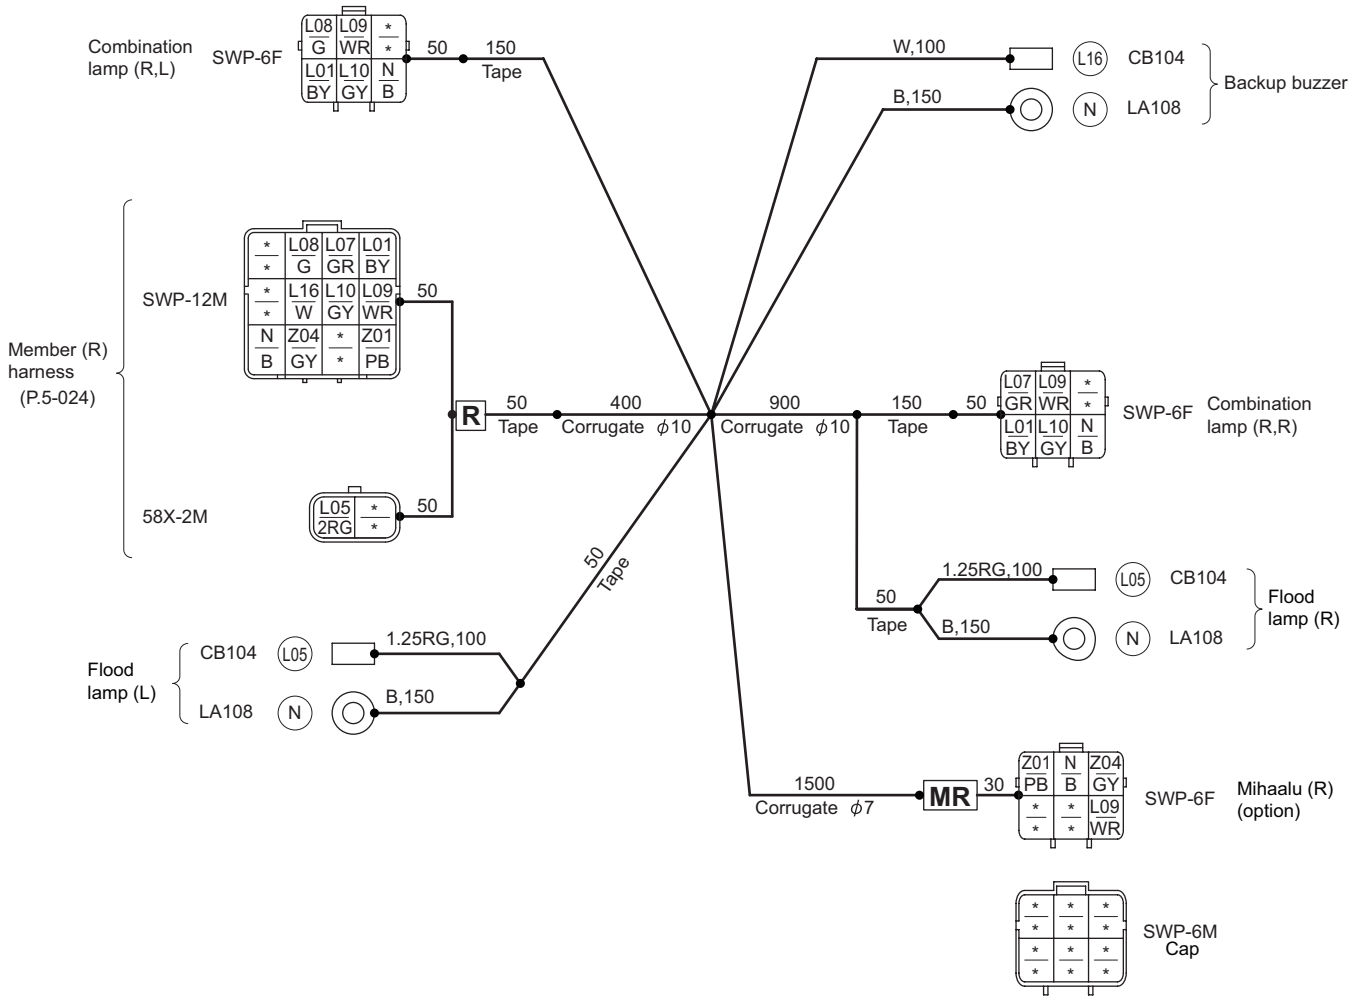 Combination
lamp (R,L)
SWP-6F
L08 L09 *
G WR *
L01 L10 N
BY GY B
50
150
Tape
W,100
L16
CB104
B,150
N
LA108
Backup buzzer
Member (R)
harness
(P.5-024)
SWP-12M
* L08 L07 L01
* G GR BY
* L16 L10 L09
* W GY WR
N Z04 * Z01
B GY * PB
50
58X-2M
L05 *
2RG *
50
R
50
Tape
400
Corrugate ϕ10
900
Corrugate ϕ10
150
Tape
50
L07 L09 *
GR WR *
L01 L10 N
BY GY B
SWP-6F
Combination
lamp (R,R)
50
Tape
Flood
lamp (L)
CB104
L05
1.25RG,100
LA108
N
B,150
50
Tape
1.25RG,100
L05
CB104
B,150
N
LA108
Flood
lamp (R)
1500
Corrugate ϕ7
MR
30
Z01 N Z04
PB B GY
* * L09
* * WR
SWP-6F
Mihaalu (R)
(option)
* * *
* * *
* * *
* * *
SWP-6M
Cap